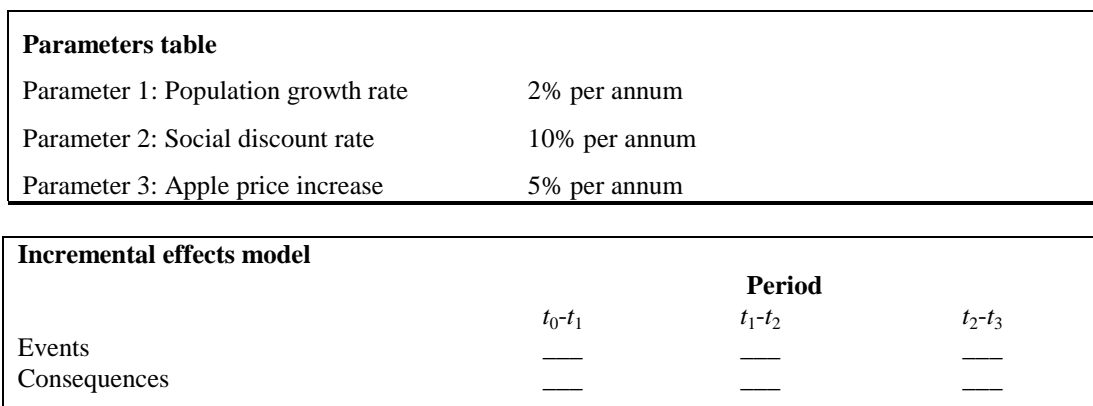 Parameters table
Parameter 1: Population growth rate 2% per annum
Parameter 2: Social discount rate 10% per annum
Parameter 3: Apple price increase 5% per annum
Incremental effects model
Period
t0-t1 t1-t2 t2-t3
Events ___ ___ ___
Consequences ___ ___ ___